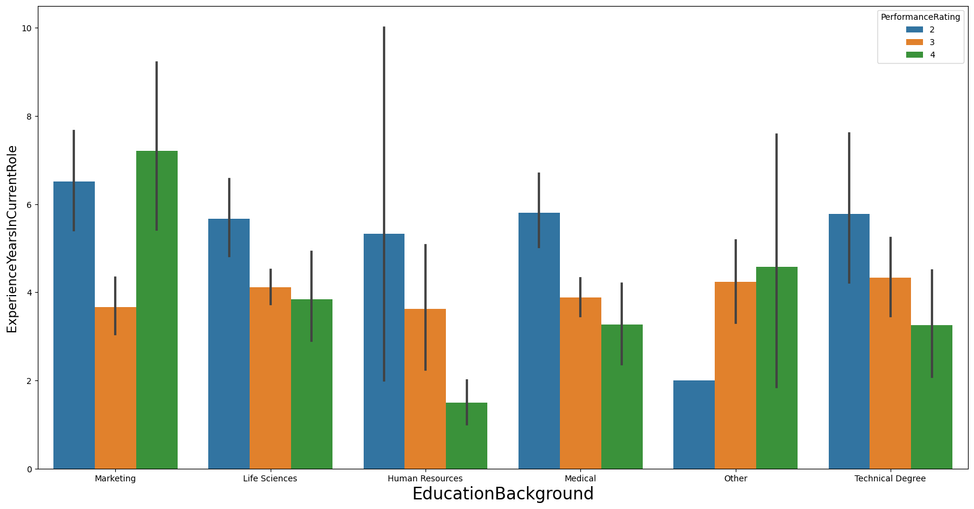 PerformanceRating
2
3
4
ExperienceYearsInCurrentRole
10
8
6
4
2
0
Marketing Life Sciences Human Resources Medical Other Technical Degree
EducationBackground